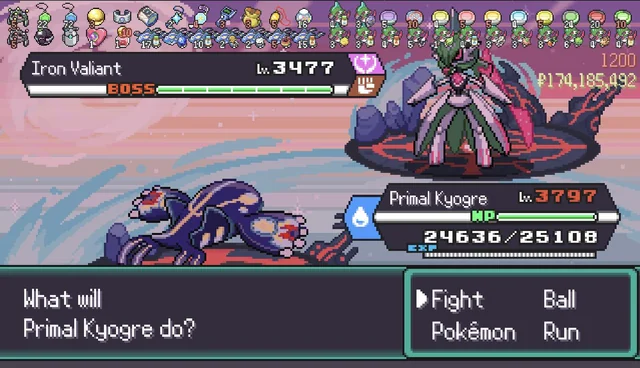 1200
₽174,185,492
Iron Valiant Lv.3477
BOSS
Primal Kyogre Lv.3797
HP
24636/25108
EXP
What will
Primal Kyogre do?
Fight Ball
Pokémon Run